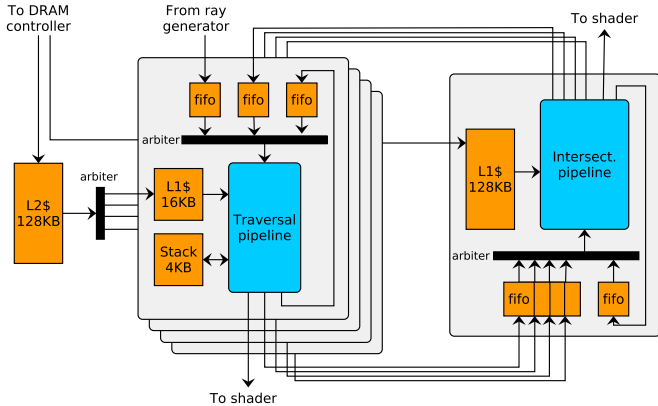 To DRAM
controller
From ray
generator
To shader
fifo
fifo
fifo
arbiter
arbiter
L2$
128KB
L1$
16KB
Traversal
pipeline
Stack
4KB
To shader
L1$
128KB
Intersect.
pipeline
arbiter
fifo
fifo